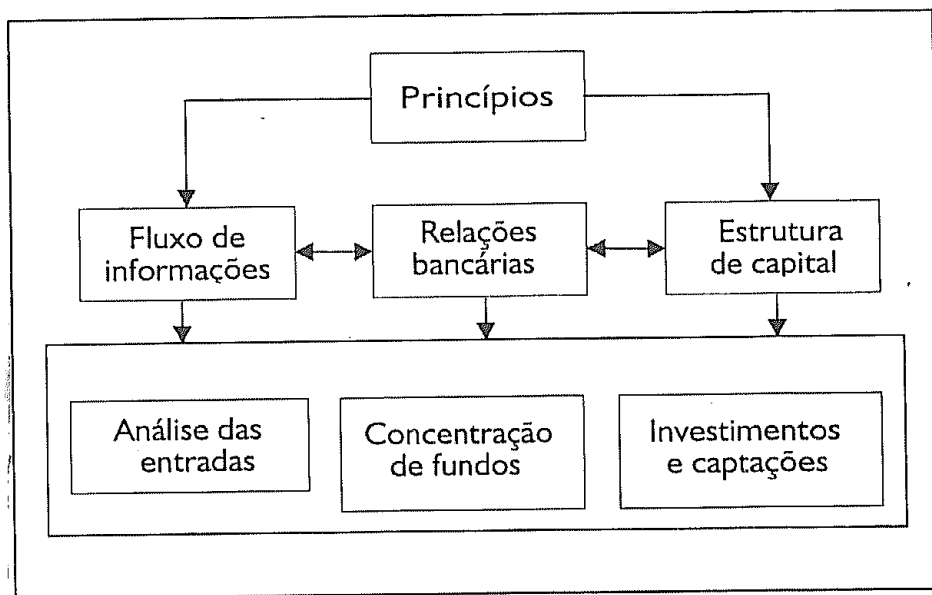 Princípios
Fluxo de
informações
Relações
bancárias
Estrutura
de capital
Análise das
entradas
Concentração
de fundos
Investimentos
e captações